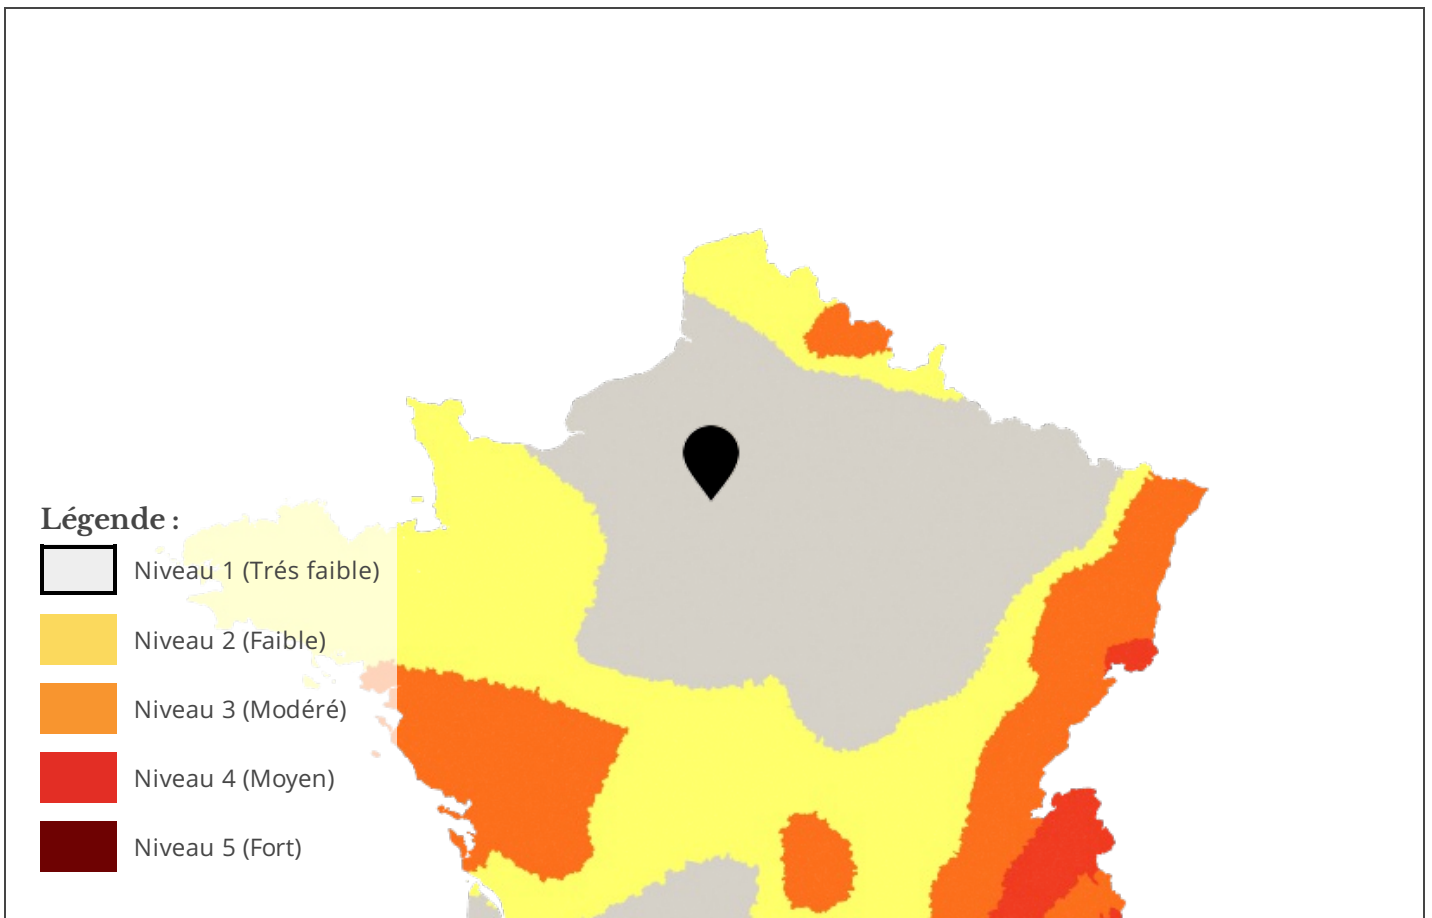 Légende :
Niveau 1 (Trés faible)
Niveau 2 (Faible)
Niveau 3 (Modéré)
Niveau 4 (Moyen)
Niveau 5 (Fort)